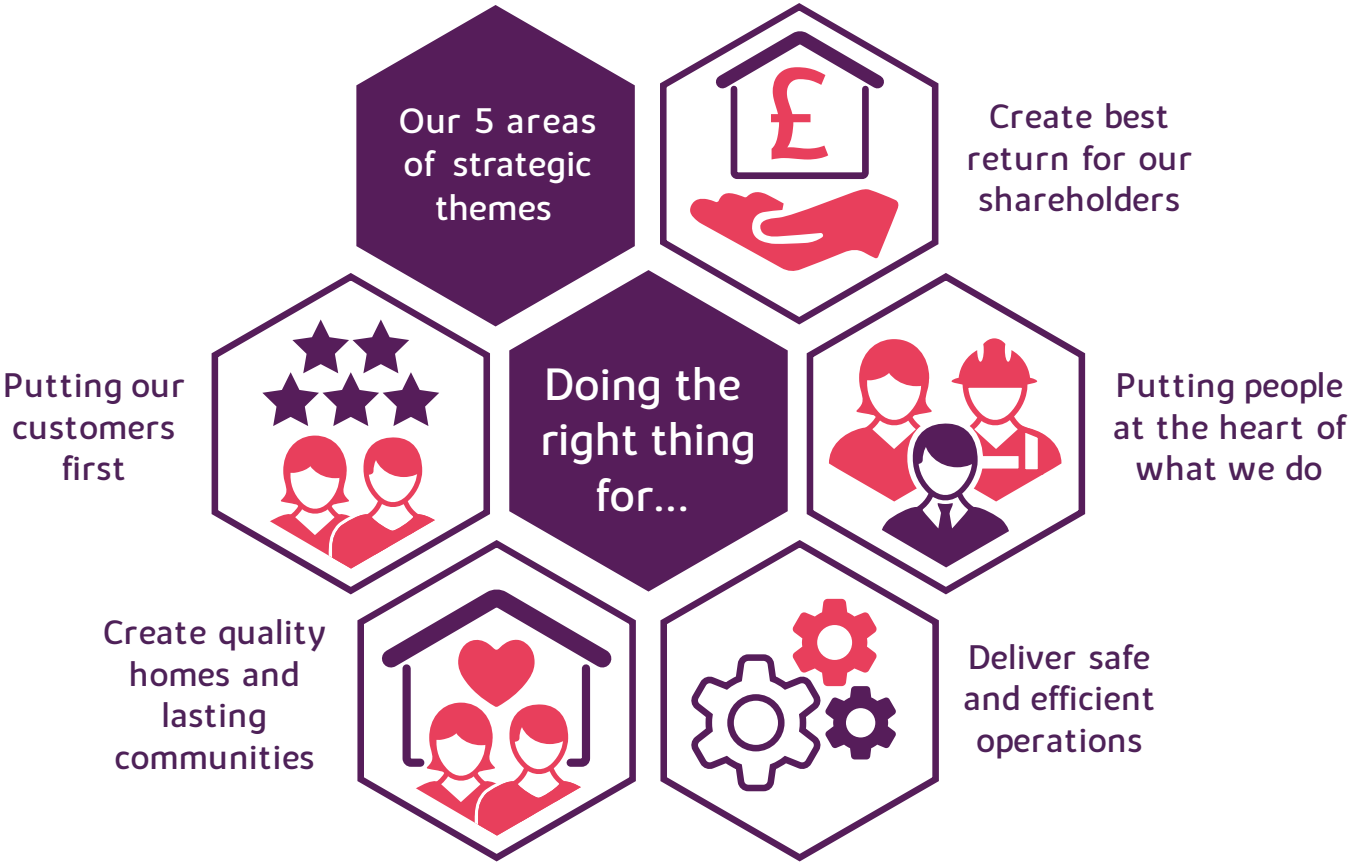 Our 5 areas
of strategic
themes
£
Create best
return for our
shareholders
Putting our
customers
first
Doing the
right thing
for...
Putting people
at the heart of
what we do
Create quality
homes and
lasting
communities
Deliver safe
and efficient
operations